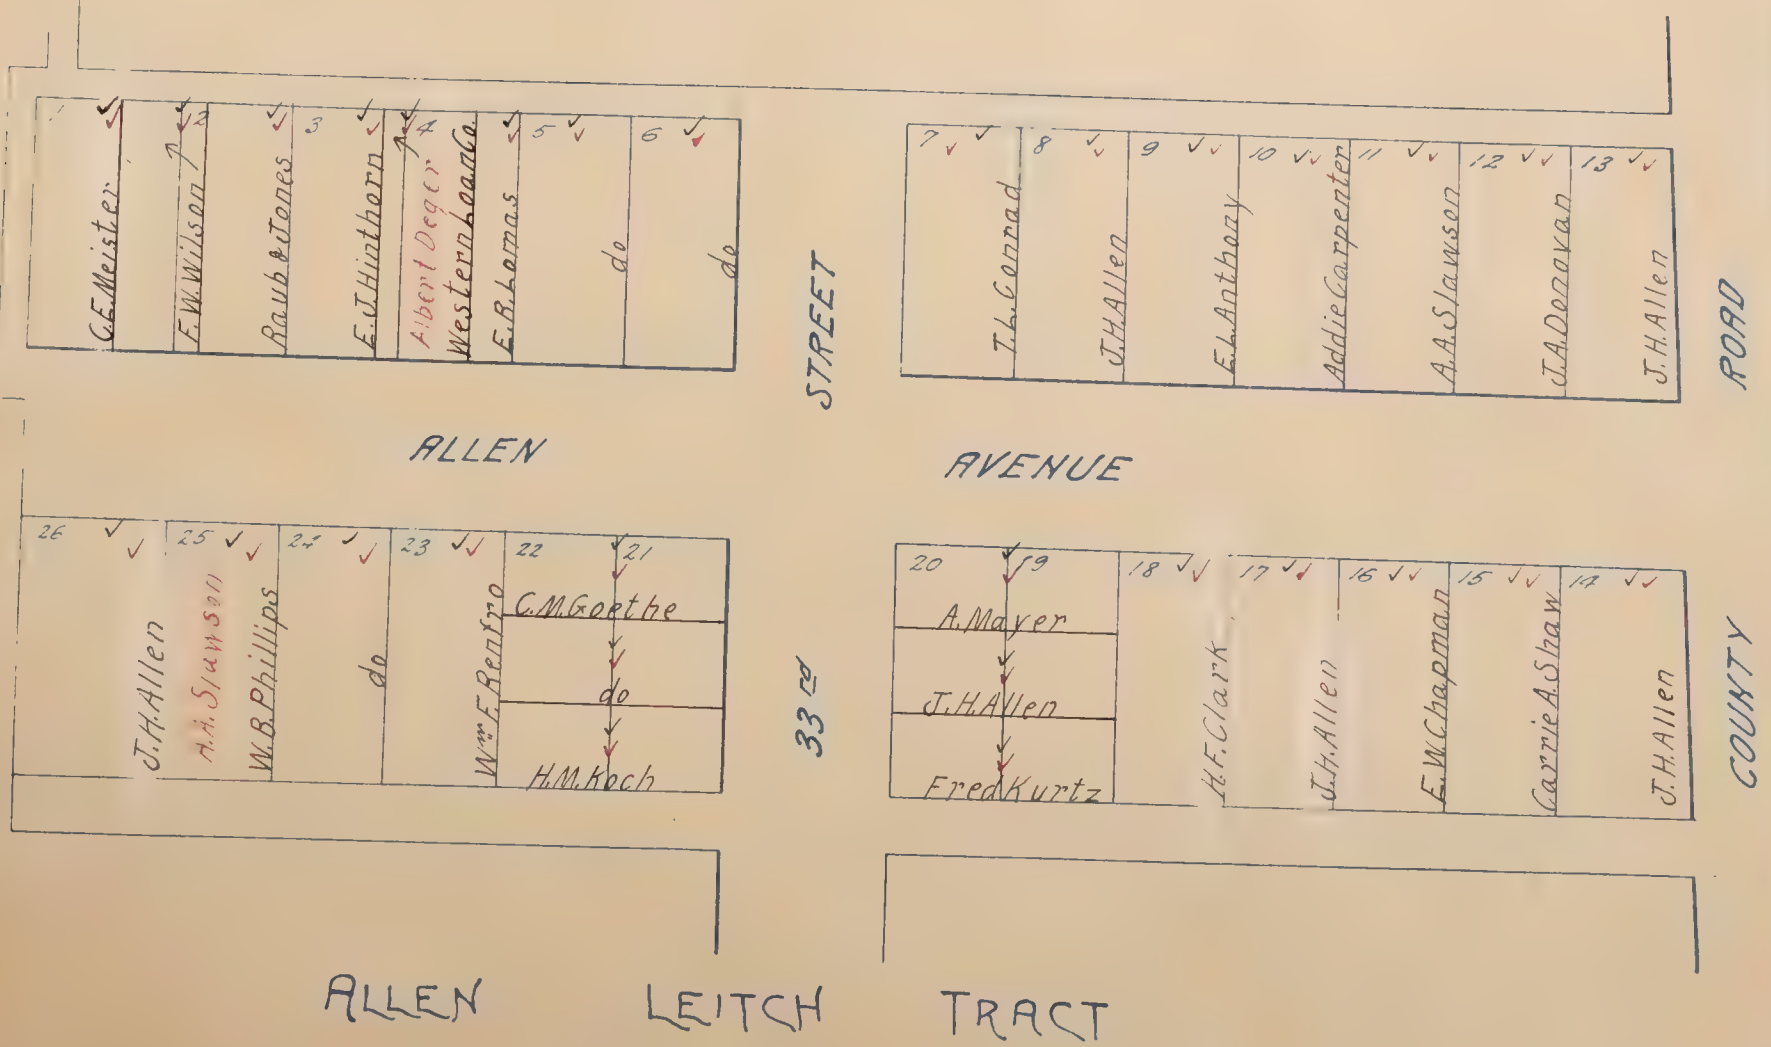 1
C.E.Meister
2
F.W.Wilson
Raub & Jones
3
E.J.Hinthorn
4
Albert Deger
Western Loan Co.
E.R.Lomas
5
do
6
do
7
T.L.Conrad
8
J.H.Allen
9
E.L.Anthony
10
Addie Carpenter
11
A.A.Slawson
12
J.A.Donovan
13
J.H.Allen
STREET
ROAD
ALLEN
AVENUE
26
J.H.Allen
25
A.A.Slawson
24
W.B.Phillips
do
23
Wm F. Renfro
22
21
C.M.Goethe
do
H.M.Koch
33rd
20
19
A.Mayer
J.H.Allen
Fred Kurtz
18
H.F.Clark
17
J.H.Allen
16
E.W.Chapman
15
Carrie A.Shaw
14
J.H.Allen
COUNTY
ALLEN LEITCH TRACT